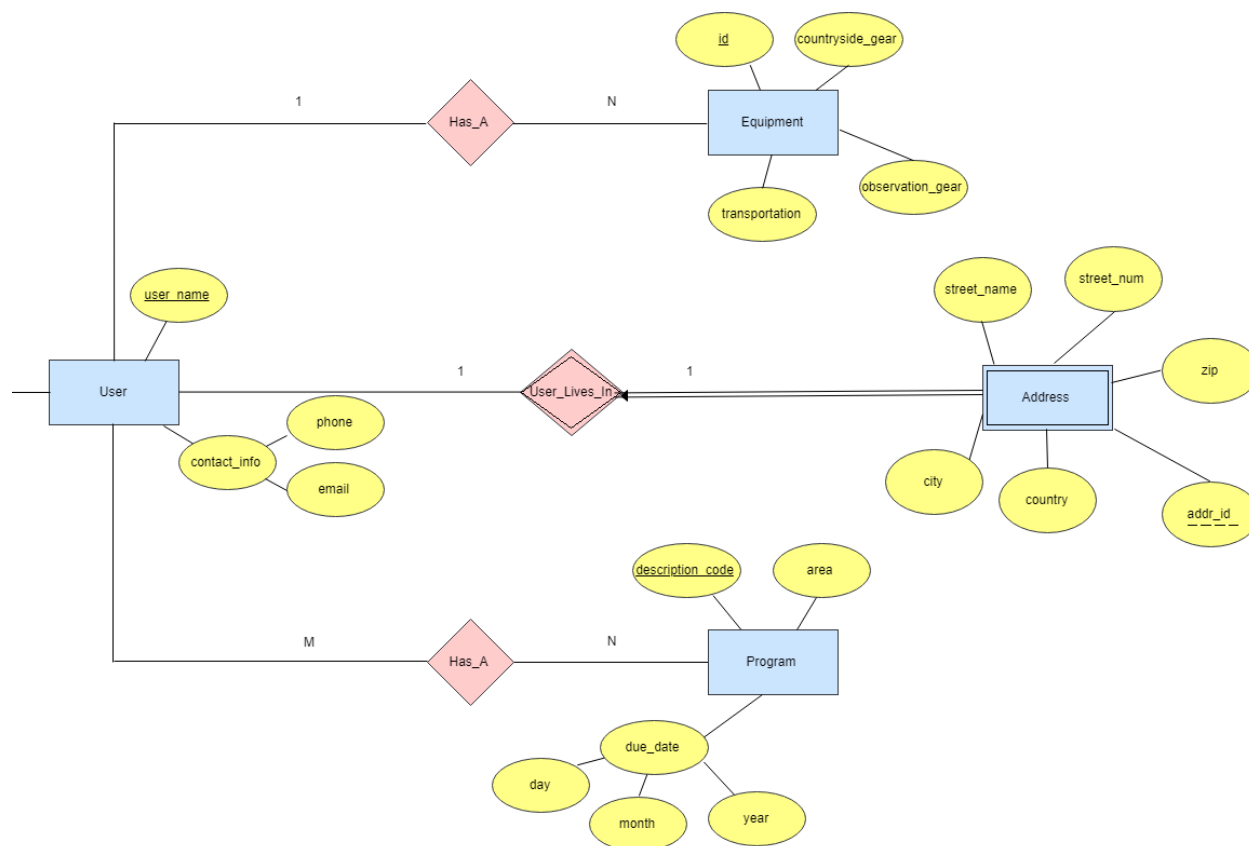 id
countryside_gear
1
N
Has_A
Equipment
observation_gear
transportation
user_name
street_name
street_num
User
1
User_Lives_In
1
Address
zip
phone
contact_info
email
city
country
addr_id
description_code
area
M
N
Has_A
Program
due_date
day
month
year